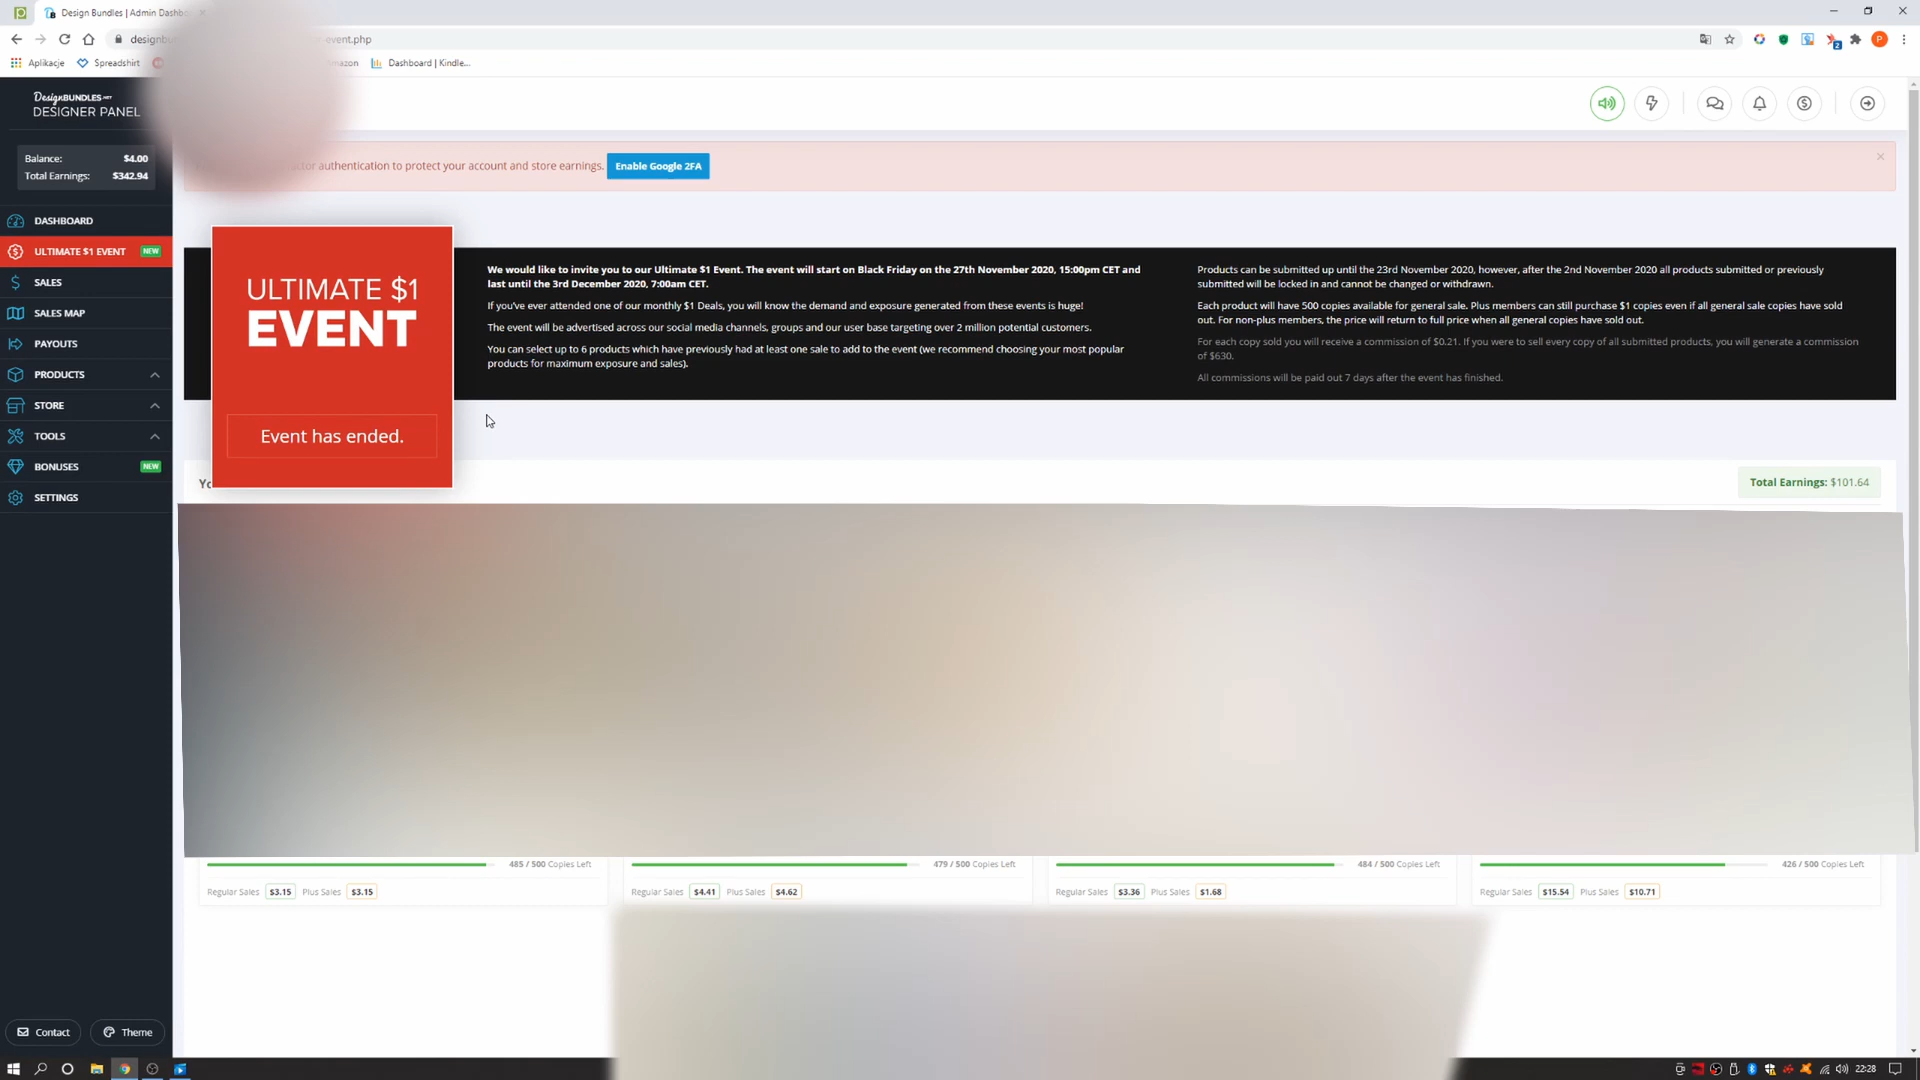 Design Bundles | Admin Dashb
designb
-event.php
Aplikacje
Spreadshirt
mazon
Dashboard | Kindle...
DesignBUNDLES.NET
DESIGNER PANEL
Balance: $4.00
Total Earnings: $342.94
DASHBOARD
ULTIMATE $1 EVENT NEW
SALES
SALES MAP
PAYOUTS
PRODUCTS
STORE
TOOLS
BONUSES NEW
SETTINGS
Contact
Theme
ctor authentication to protect your account and store earnings. Enable Google 2FA
ULTIMATE $1
EVENT
Event has ended.
We would like to invite you to our Ultimate $1 Event. The event will start on Black Friday on the 27th November 2020, 15:00pm CET and
last until the 3rd December 2020, 7:00am CET.
If you've ever attended one of our monthly $1 Deals, you will know the demand and exposure generated from these events is huge!
The event will be advertised across our social media channels, groups and our user base targeting over 2 million potential customers.
You can select up to 6 products which have previously had at least one sale to add to the event (we recommend choosing your most popular
products for maximum exposure and sales).
Products can be submitted up until the 23rd November 2020, however, after the 2nd November 2020 all products submitted or previously
submitted will be locked in and cannot be changed or withdrawn.
Each product will have 500 copies available for general sale. Plus members can still purchase $1 copies even if all general sale copies have sold
out. For non-plus members, the price will return to full price when all general copies have sold out.
For each copy sold you will receive a commission of $0.21. If you were to sell every copy of all submitted products, you will generate a commission
of $630.
All commissions will be paid out 7 days after the event has finished.
Yo
Total Earnings: $101.64
485 / 500 Copies Left
Regular Sales $3.15 Plus Sales $3.15
479 / 500 Copies Left
Regular Sales $4.41 Plus Sales $4.62
484 / 500 Copies Left
Regular Sales $3.36 Plus Sales $1.68
426 / 500 Copies Left
Regular Sales $15.54 Plus Sales $10.71
22:28